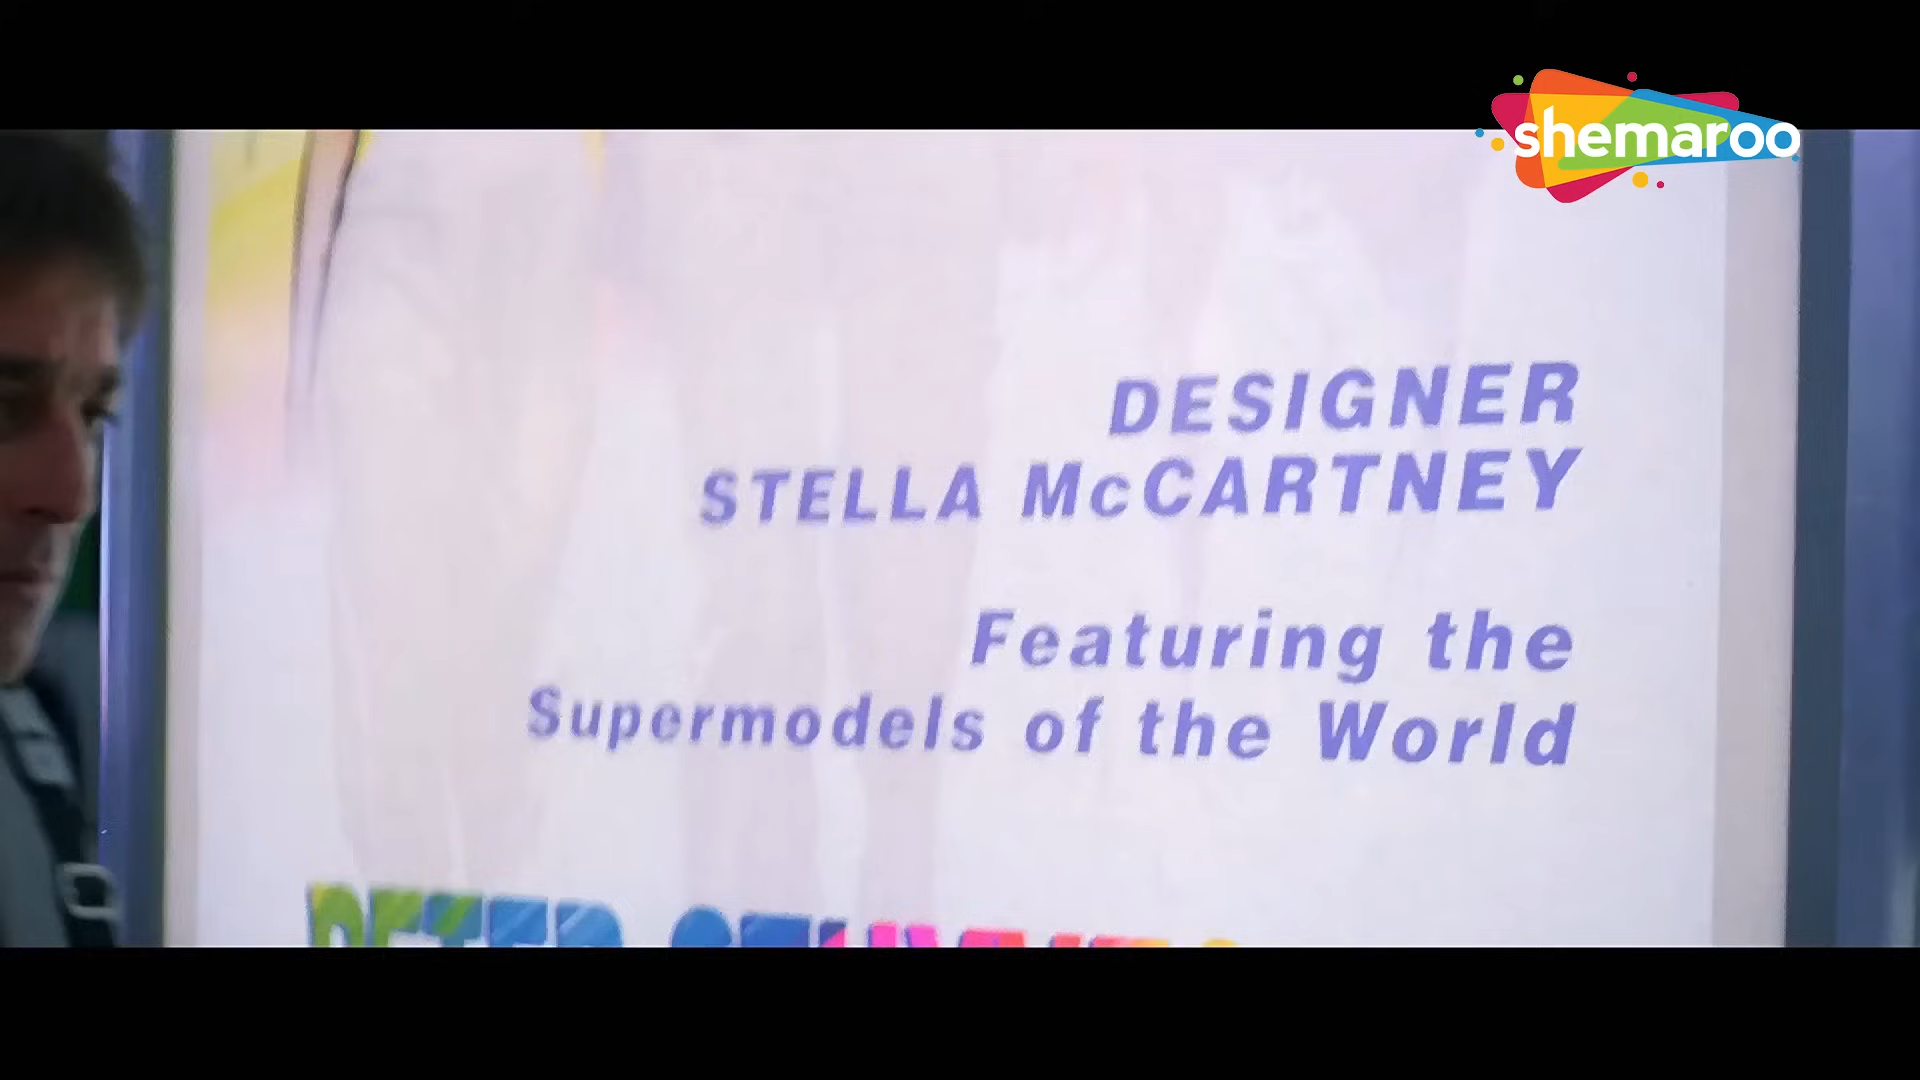 shemaroo
DESIGNER
STELLA McCARTNEY
Featuring the
Supermodels of the World